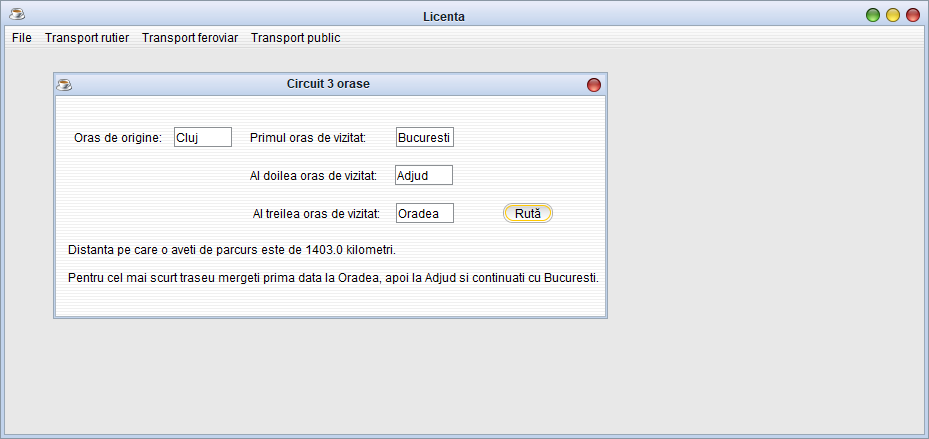 Licenta
File Transport rutier Transport feroviar Transport public
Circuit 3 orase
Oras de origine: Cluj Primul oras de vizitat: Bucuresti
Al doilea oras de vizitat: Adjud
Al treilea oras de vizitat: Oradea Rută
Distanta pe care o aveti de parcurs este de 1403.0 kilometri.
Pentru cel mai scurt traseu mergeti prima data la Oradea, apoi la Adjud si continuati cu Bucuresti.